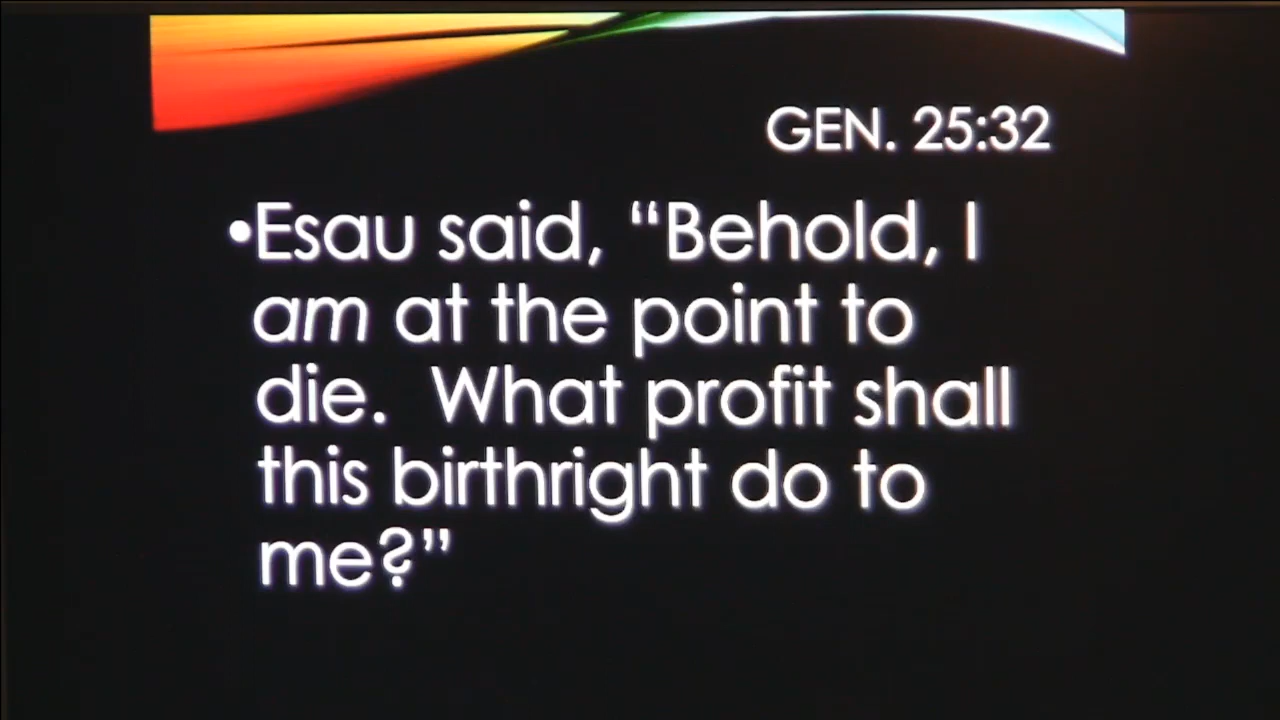 GEN. 25:32
•Esau said, “Behold, I
am at the point to
die.  What profit shall
this birthright do to
me?”